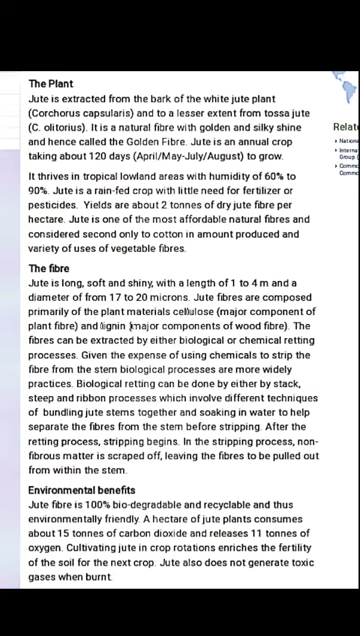 The Plant
Jute is extracted from the bark of the white jute plant
(Corchorus capsularis) and to a lesser extent from tossa jute
(C. olitorius). It is a natural fibre with golden and silky shine
and hence called the Golden Fibre. Jute is an annual crop
taking about 120 days (April/May-July/August) to grow.
It thrives in tropical lowland areas with humidity of 60% to
90%. Jute is a rain-fed crop with little need for fertilizer or
pesticides. Yields are about 2 tonnes of dry jute fibre per
hectare. Jute is one of the most affordable natural fibres and
considered second only to cotton in amount produced and
variety of uses of vegetable fibres.
The fibre
Jute is long, soft and shiny, with a length of 1 to 4 m and a
diameter of from 17 to 20 microns. Jute fibres are composed
primarily of the plant materials cellulose (major component of
plant fibre) and lignin (major components of wood fibre). The
fibres can be extracted by either biological or chemical retting
processes. Given the expense of using chemicals to strip the
fibre from the stem biological processes are more widely
practices. Biological retting can be done by either by stack,
steep and ribbon processes which involve different techniques
of bundling jute stems together and soaking in water to help
separate the fibres from the stem before stripping. After the
retting process, stripping begins. In the stripping process, non-
fibrous matter is scraped off, leaving the fibres to be pulled out
from within the stem.
Environmental benefits
Jute fibre is 100% bio-degradable and recyclable and thus
environmentally friendly. A hectare of jute plants consumes
about 15 tonnes of carbon dioxide and releases 11 tonnes of
oxygen. Cultivating jute in crop rotations enriches the fertility
of the soil for the next crop. Jute also does not generate toxic
gases when burnt.
Relate
Nation
Interna
Group (
Commo
Commo